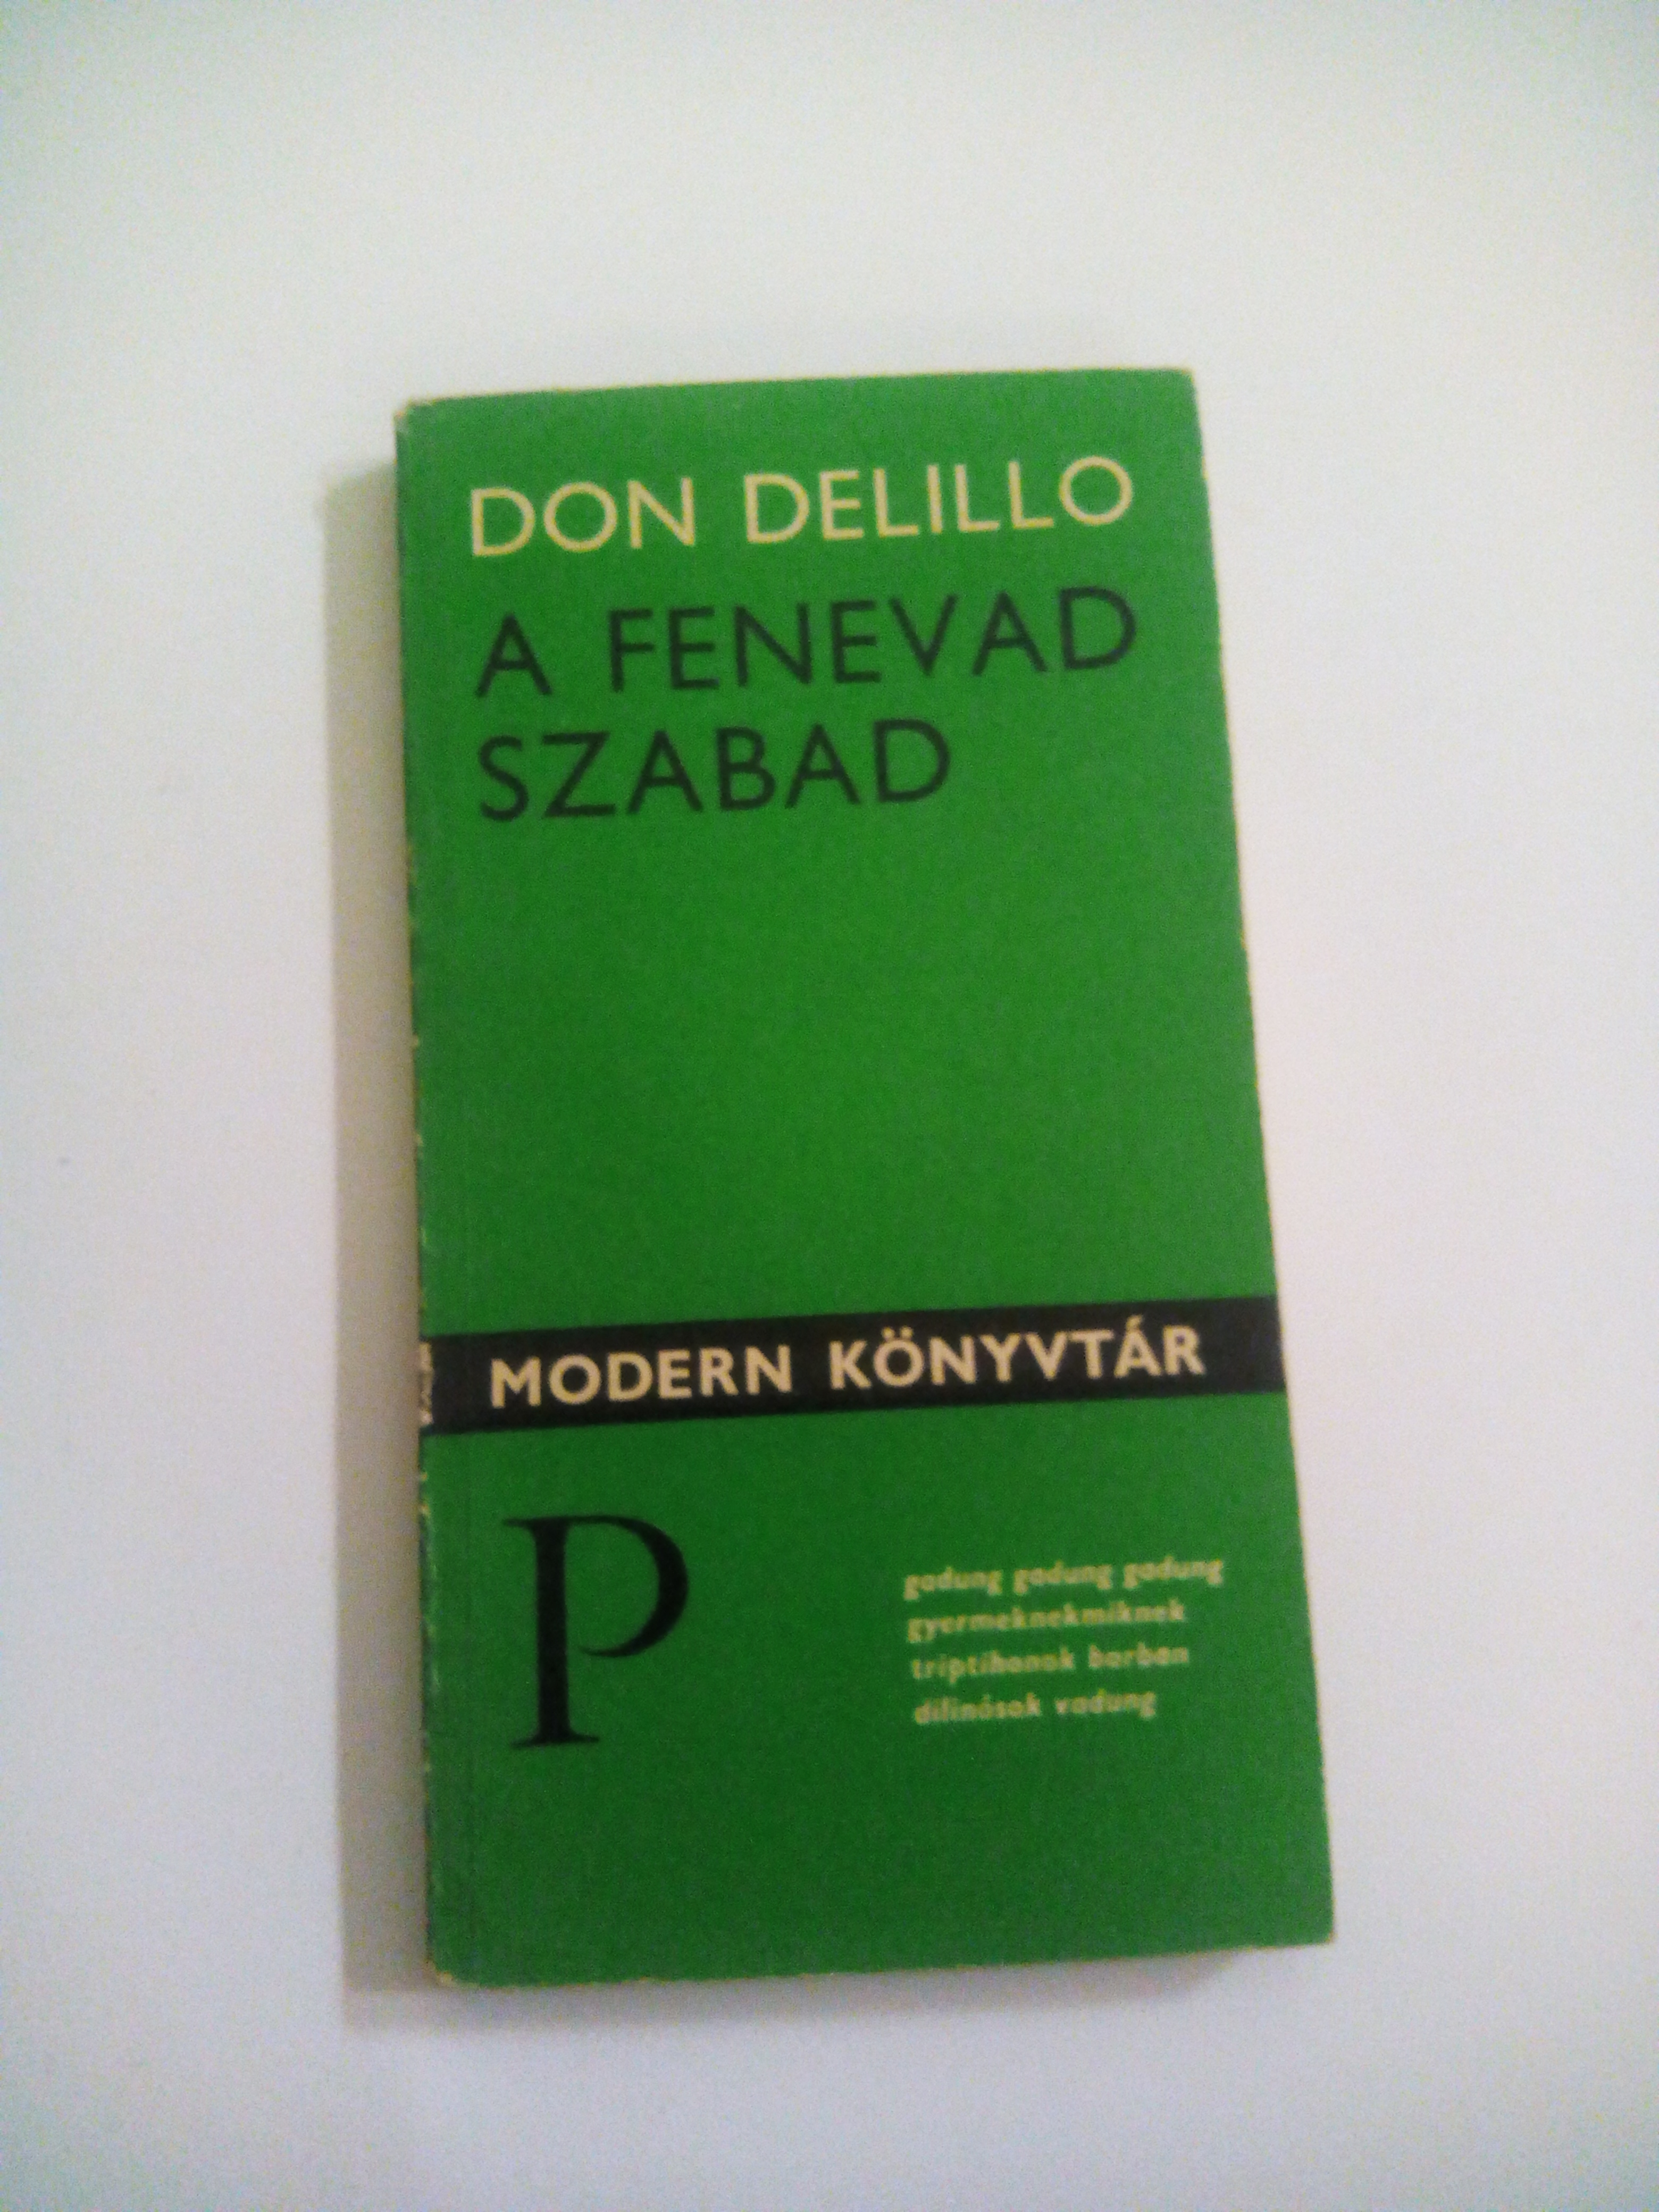 DON DELILLO
A FENEVAD
SZABAD
MODERN KÖNYVTÁR
P
gadung gadung gadung
gyermeknekmiknek
triptihonok borban
dilinósok vadung